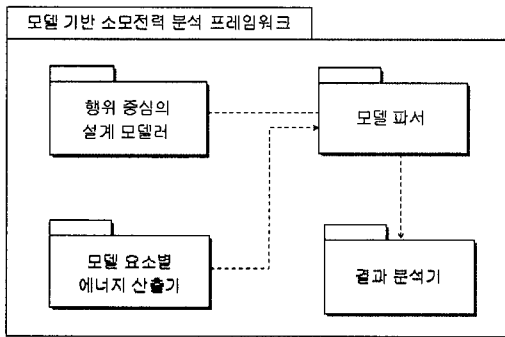 모델 기반 소모전력 분석 프레임워크
행위 중심의
설계 모델러
모델 파서
모델 요소별
에너지 산출기
결과 분석기